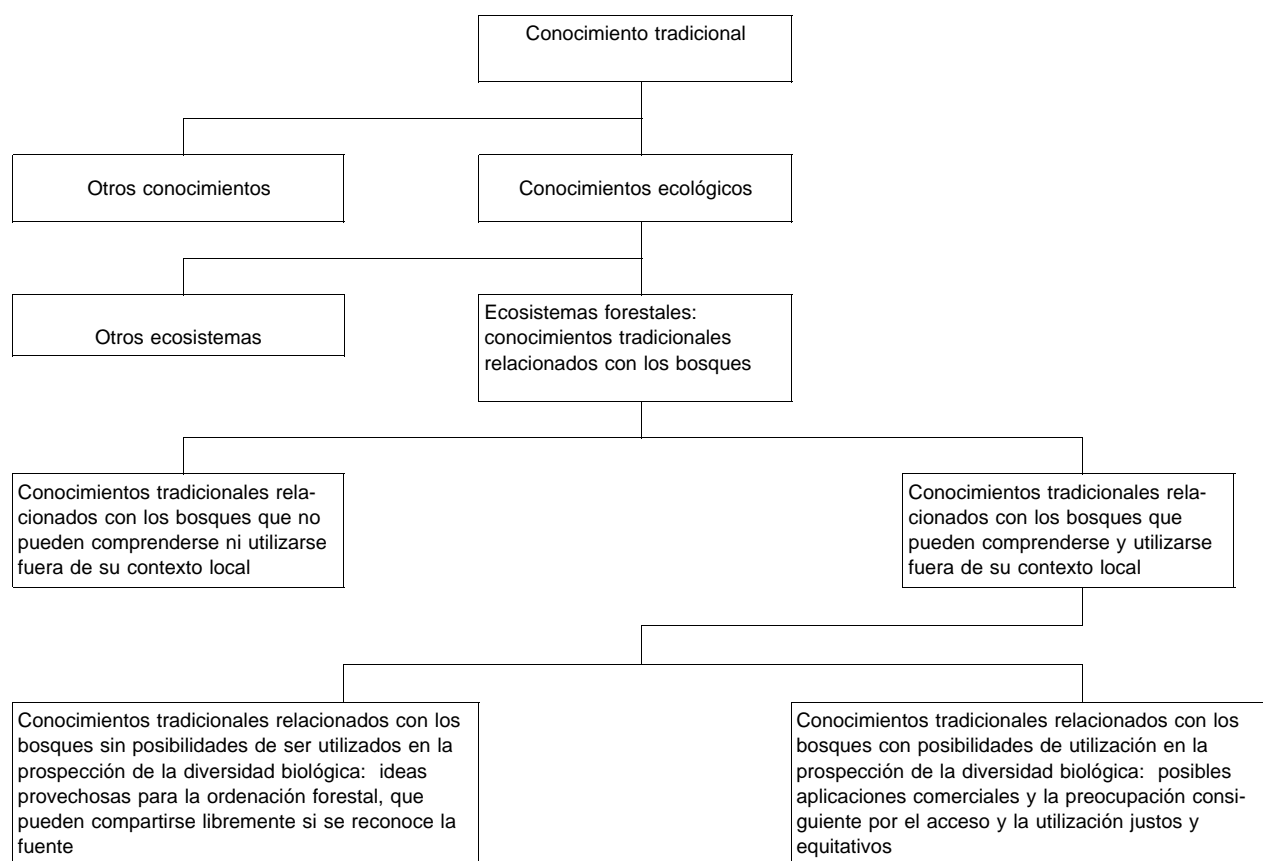 Conocimiento tradicional
Otros conocimientos
Conocimientos ecológicos
Otros ecosistemas
Ecosistemas forestales:
conocimientos tradicionales
relacionados con los bosques
Conocimientos tradicionales rela-
cionados con los bosques que no
pueden comprenderse ni utilizarse
fuera de su contexto local
Conocimientos tradicionales rela-
cionados con los bosques que
pueden comprenderse y utilizarse
fuera de su contexto local
Conocimientos tradicionales relacionados con los
bosques sin posibilidades de ser utilizados en la
prospección de la diversidad biológica:  ideas
provechosas para la ordenación forestal, que
pueden compartirse libremente si se reconoce la
fuente
Conocimientos tradicionales relacionados con los
bosques con posibilidades de utilización en la
prospección de la diversidad biológica:  posibles
aplicaciones comerciales y la preocupación consi-
guiente por el acceso y la utilización justos y
equitativos